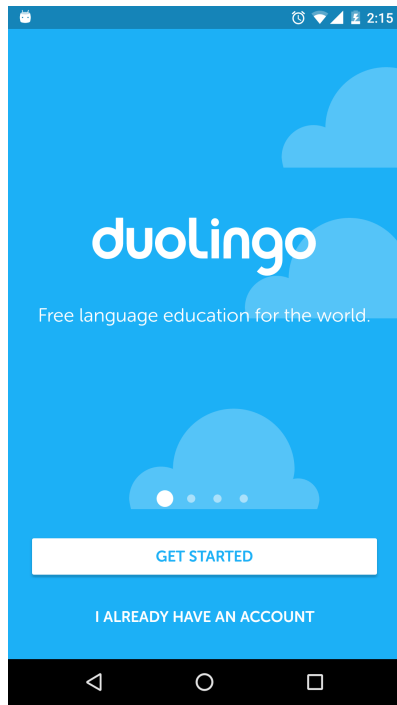 2:15
duolingo
Free language education for the world.
GET STARTED
I ALREADY HAVE AN ACCOUNT